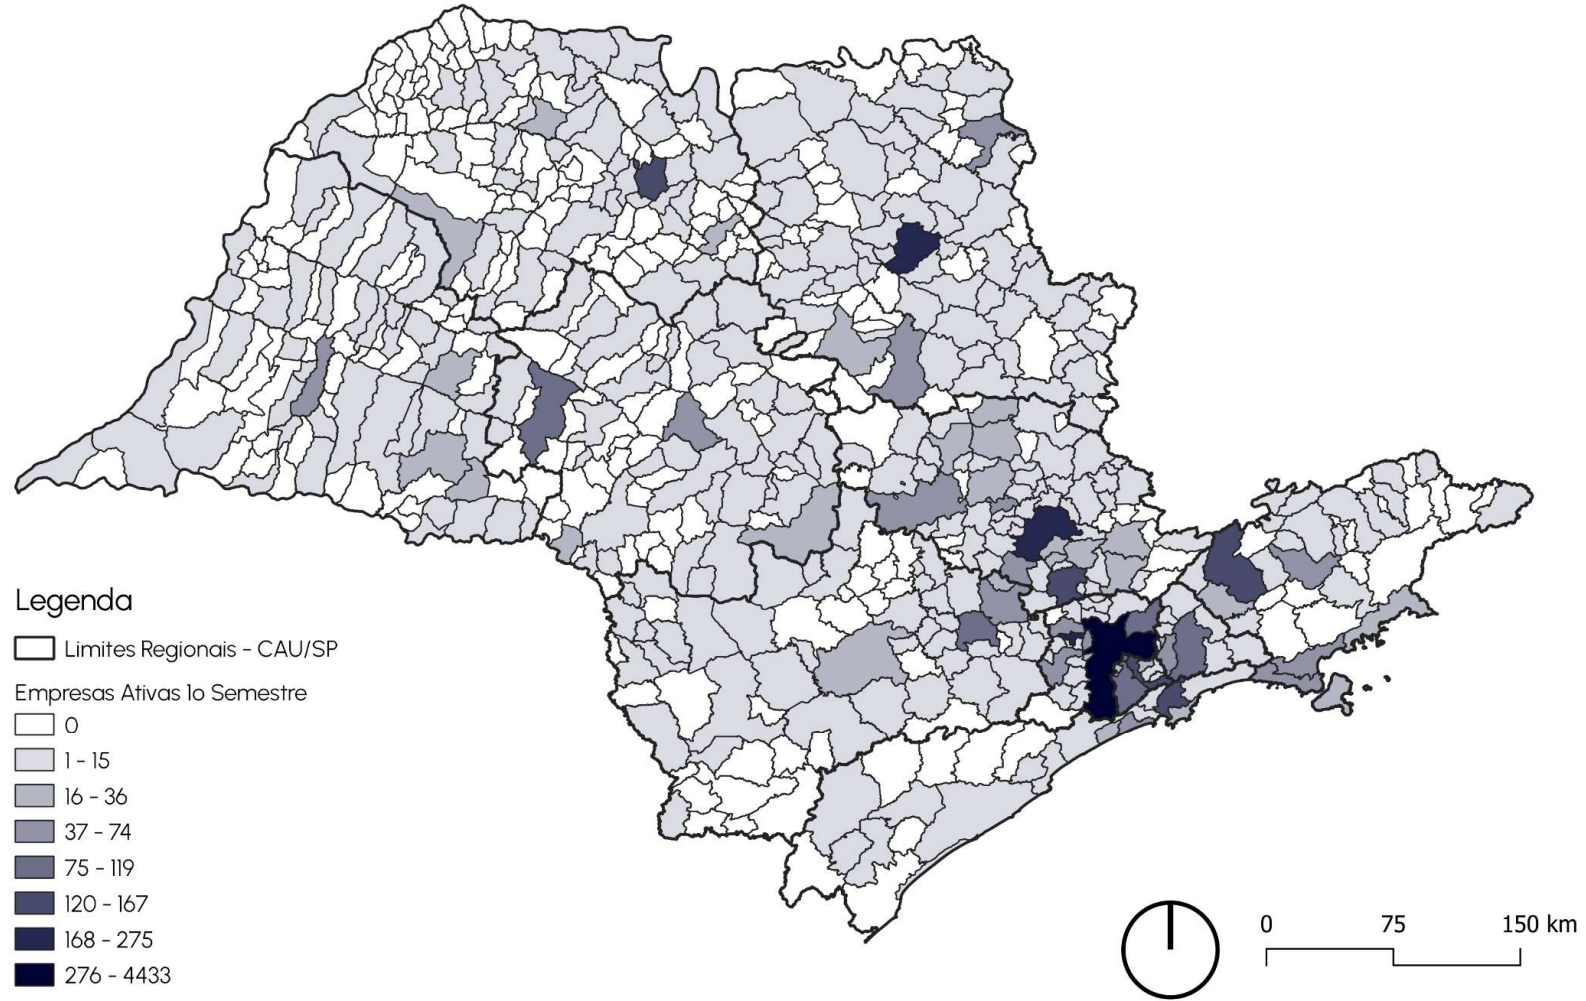 Legenda
Limites Regionais - CAU/SP
Empresas Ativas 1o Semestre
0
1 - 15
16 - 36
37 - 74
75 - 119
120 - 167
168 - 275
276 - 4433
0 75 150 km